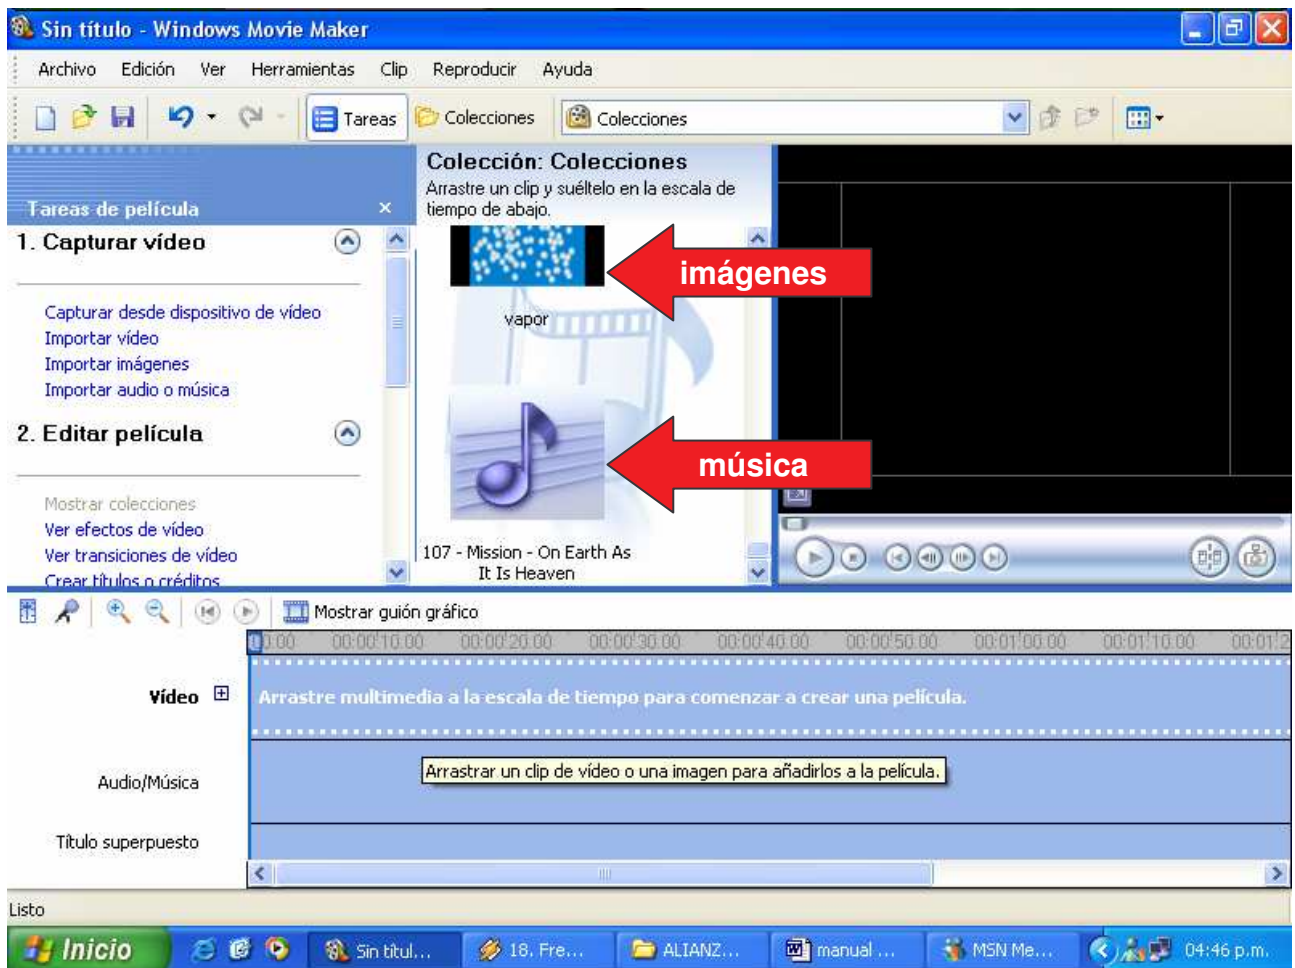 Sin título - Windows Movie Maker
Archivo Edición Ver Herramientas Clip Reproducir Ayuda
Tareas Colecciones Colecciones
Tareas de película
1. Capturar vídeo
Capturar desde dispositivo de vídeo
Importar vídeo
Importar imágenes
Importar audio o música
2. Editar película
Mostrar colecciones
Ver efectos de vídeo
Ver transiciones de vídeo
Crear títulos o créditos
Colección: Colecciones
Arrastre un clip y suéltelo en la escala de
tiempo de abajo.
imágenes
vapor
música
107 - Mission - On Earth As
It Is Heaven
Mostrar guión gráfico
0:00 00:00:10.00 00:00:20.00 00:00:30.00 00:00:40.00 00:00:50.00 00:01:00.00 00:01:10.00 00:01:2
Vídeo Arrastre multimedia a la escala de tiempo para comenzar a crear una película.
Audio/Música
Arrastrar un clip de vídeo o una imagen para añadirlos a la película.
Título superpuesto
Listo
Inicio Sin títul... 18. Fre... ALIANZ... manual ... MSN Me... 04:46 p.m.